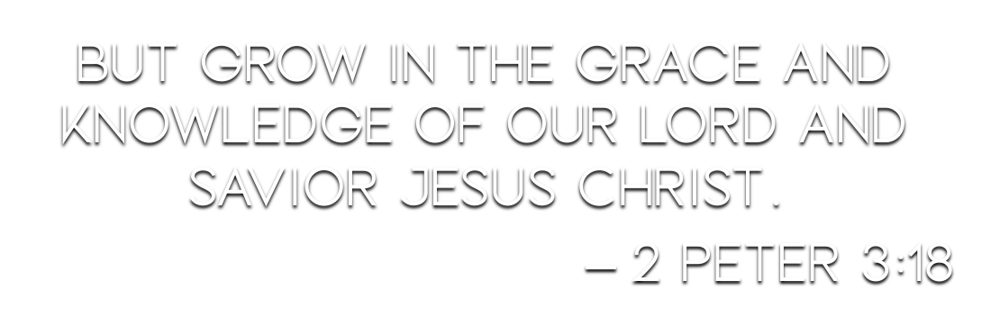 BUT GROW IN THE GRACE AND
KNOWLEDGE OF OUR LORD AND
SAVIOR JESUS CHRIST.
– 2 PETER 3:18